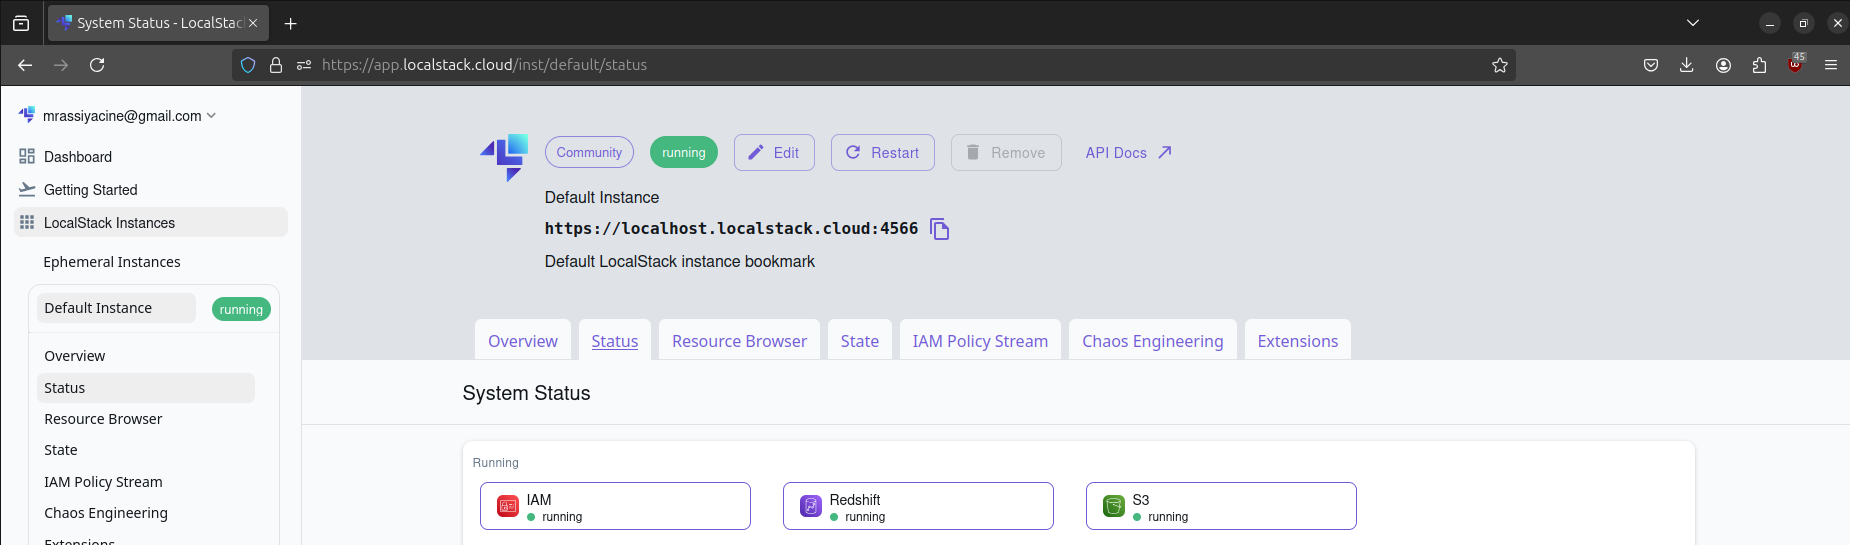 System Status - LocalStac
https://app.localstack.cloud/inst/default/status
45
mrassiyacine@gmail.com
Dashboard
Getting Started
LocalStack Instances
Ephemeral Instances
Default Instance running
Overview
Status
Resource Browser
State
IAM Policy Stream
Chaos Engineering
Extensions
Community running Edit Restart Remove API Docs
Default Instance
https://localhost.localstack.cloud:4566
Default LocalStack instance bookmark
Overview Status Resource Browser State IAM Policy Stream Chaos Engineering Extensions
System Status
Running
IAM
running
Redshift
running
S3
running